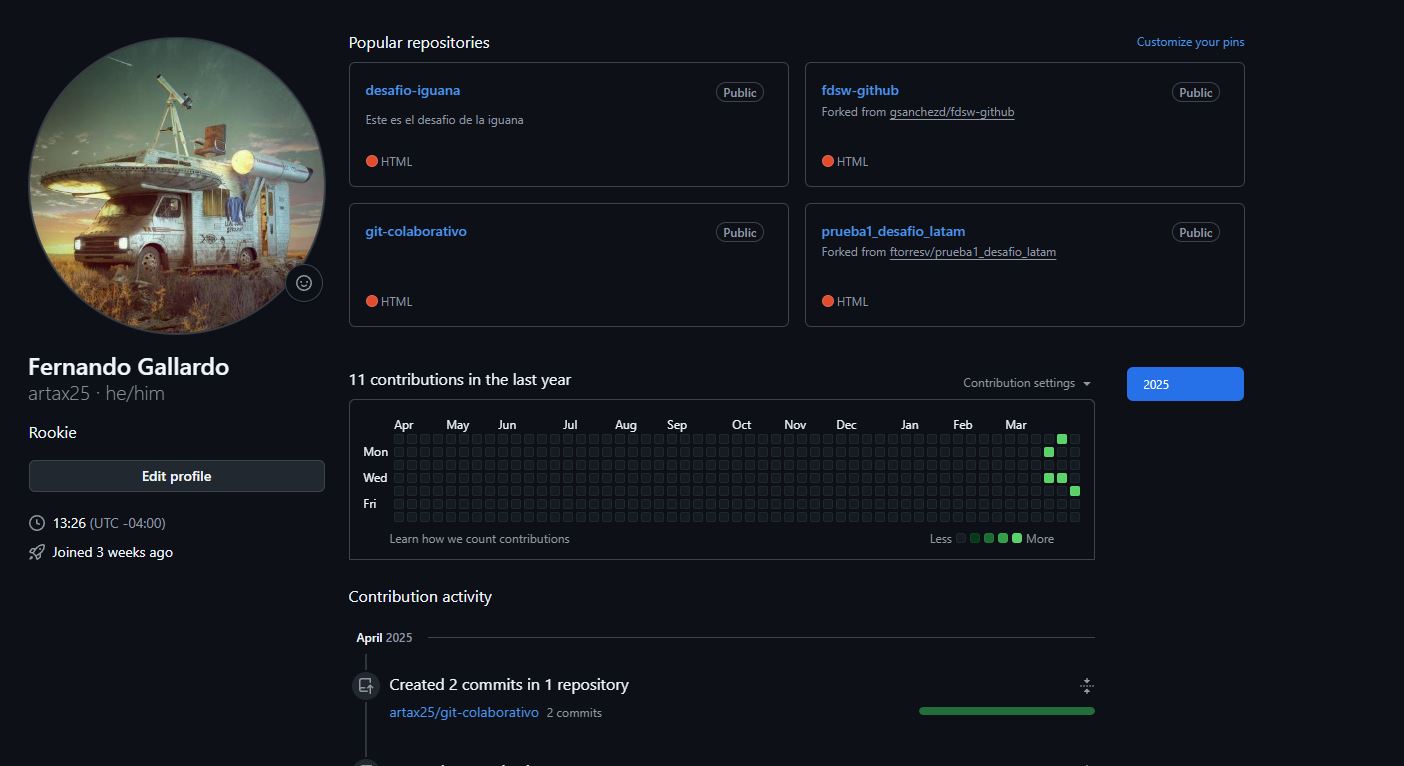 Fernando Gallardo
artax25 · he/him
Rookie
Edit profile
13:26 (UTC -04:00)
Joined 3 weeks ago
Popular repositories
Customize your pins
desafio-iguana
Public
Este es el desafio de la iguana
HTML
fdsw-github
Public
Forked from gsanchezd/fdsw-github
HTML
git-colaborativo
Public
HTML
prueba1_desafio_latam
Public
Forked from ftorresv/prueba1_desafio_latam
HTML
11 contributions in the last year
Contribution settings
2025
Apr May Jun Jul Aug Sep Oct Nov Dec Jan Feb Mar
Mon
Wed
Fri
Learn how we count contributions
Less More
Contribution activity
April 2025
Created 2 commits in 1 repository
artax25/git-colaborativo 2 commits